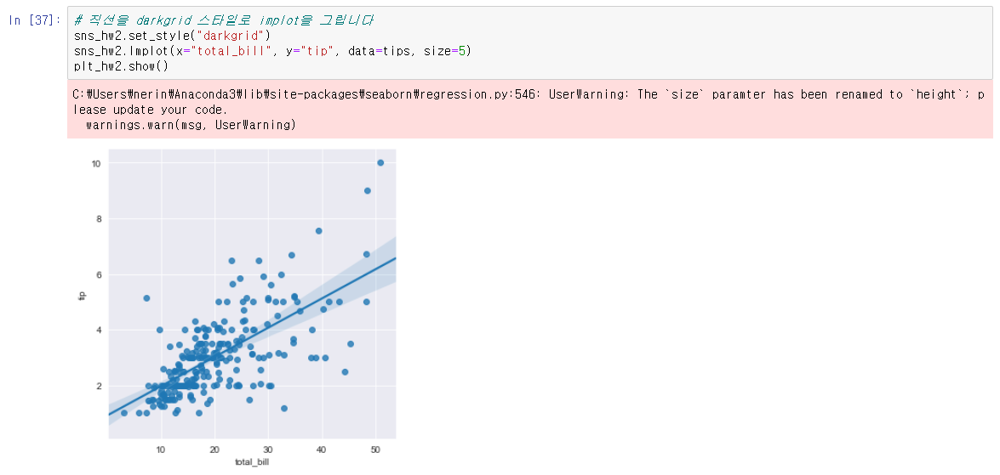 In [37]:
# 직선을 darkgrid 스타일로 implot을 그립니다
sns_hw2.set_style("darkgrid")
sns_hw2.lmplot(x="total_bill", y="tip", data=tips, size=5)
plt_hw2.show()
C:₩Users₩nerin₩Anaconda3₩lib₩site-packages₩seaborn₩regression.py:546: UserWarning: The `size` paramter has been renamed to `height`; p
lease update your code.
  warnings.warn(msg, UserWarning)
10
8
6
4
2
tip
10 20 30 40 50
total_bill